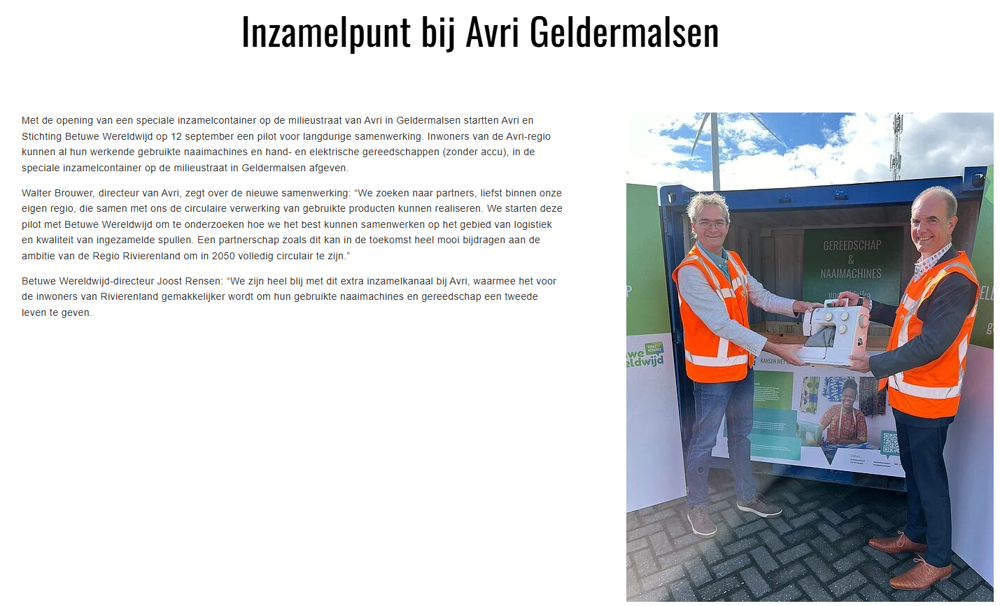 Inzamelpunt bij Avri Geldermalsen
Met de opening van een speciale inzamelcontainer op de milieustraat van Avri in Geldermalsen startten Avri en
Stichting Betuwe Wereldwijd op 12 september een pilot voor langdurige samenwerking. Inwoners van de Avri-regio
kunnen al hun werkende gebruikte naaimachines en hand- en elektrische gereedschappen (zonder accu), in de
speciale inzamelcontainer op de milieustraat in Geldermalsen afgeven.
Walter Brouwer, directeur van Avri, zegt over de nieuwe samenwerking: “We zoeken naar partners, liefst binnen onze
eigen regio, die samen met ons de circulaire verwerking van gebruikte producten kunnen realiseren. We starten deze
pilot met Betuwe Wereldwijd om te onderzoeken hoe we het best kunnen samenwerken op het gebied van logistiek
en kwaliteit van ingezamelde spullen. Een partnerschap zoals dit kan in de toekomst heel mooi bijdragen aan de
ambitie van de Regio Rivierenland om in 2050 volledig circulair te zijn.”
Betuwe Wereldwijd-directeur Joost Rensen: “We zijn heel blij met dit extra inzamelkanaal bij Avri, waarmee het voor
de inwoners van Rivierenland gemakkelijker wordt om hun gebruikte naaimachines en gereedschap een tweede
leven te geven.
GEREEDSCHAP
&
NAAIMACHINES
TOOLS
4CHANGE
we
eldwijd
KANSEN MET
Contact